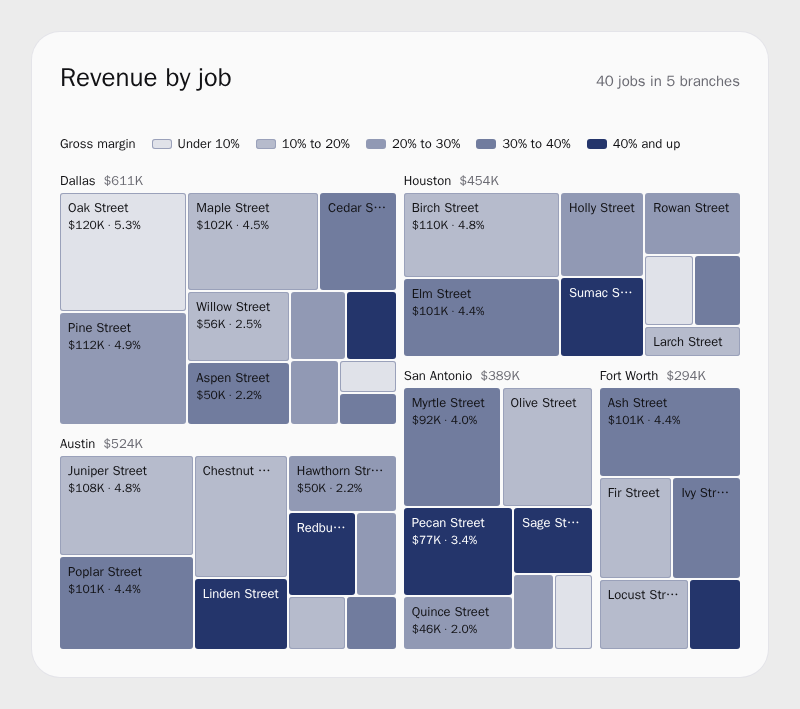 Revenue by job
40 jobs in 5 branches
Gross margin
Under 10%
10% to 20%
20% to 30%
30% to 40%
40% and up
Dallas $611K
Oak Street
$120K · 5.3%
Maple Street
$102K · 4.5%
Cedar S···
Pine Street
$112K · 4.9%
Willow Street
$56K · 2.5%
Aspen Street
$50K · 2.2%
Houston $454K
Birch Street
$110K · 4.8%
Holly Street
Rowan Street
Elm Street
$101K · 4.4%
Sumac S···
Larch Street
Austin $524K
Juniper Street
$108K · 4.8%
Chestnut ···
Hawthorn Str···
$50K · 2.2%
Redbu···
Poplar Street
$101K · 4.4%
Linden Street
San Antonio $389K
Myrtle Street
$92K · 4.0%
Olive Street
Pecan Street
$77K · 3.4%
Sage St···
Quince Street
$46K · 2.0%
Fort Worth $294K
Ash Street
$101K · 4.4%
Fir Street
Ivy Str···
Locust Str···